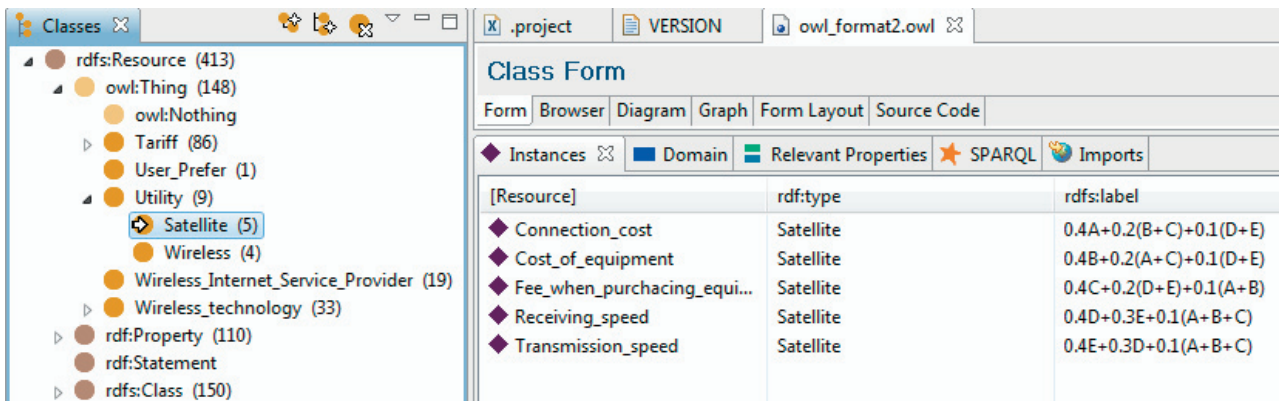 Classes
rdfs:Resource (413)
owl:Thing (148)
owl:Nothing
Tariff (86)
User_Prefer (1)
Utility (9)
Satellite (5)
Wireless (4)
Wireless_Internet_Service_Provider (19)
Wireless_technology (33)
rdf:Property (110)
rdf:Statement
rdfs:Class (150)
.project VERSION owl_format2.owl
Class Form
Form Browser Diagram Graph Form Layout Source Code
Instances Domain Relevant Properties SPARQL Imports
[Resource] rdf:type rdfs:label
Connection_cost Satellite 0.4A+0.2(B+C)+0.1(D+E)
Cost_of_equipment Satellite 0.4B+0.2(A+C)+0.1(D+E)
Fee_when_purchacing_equi... Satellite 0.4C+0.2(D+E)+0.1(A+B)
Receiving_speed Satellite 0.4D+0.3E+0.1(A+B+C)
Transmission_speed Satellite 0.4E+0.3D+0.1(A+B+C)